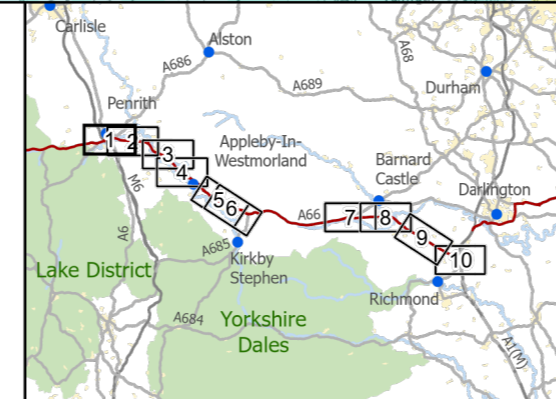 Carlisle
Alston
A686
A689
A68
Durham
Penrith
1
2
3
4
5
6
Appleby-In-
Westmorland
Barnard
Castle
Darlington
M6
A6
A66
7
8
9
10
A685
Kirkby
Stephen
Lake District
Richmond
A684
Yorkshire
Dales
A1(M)